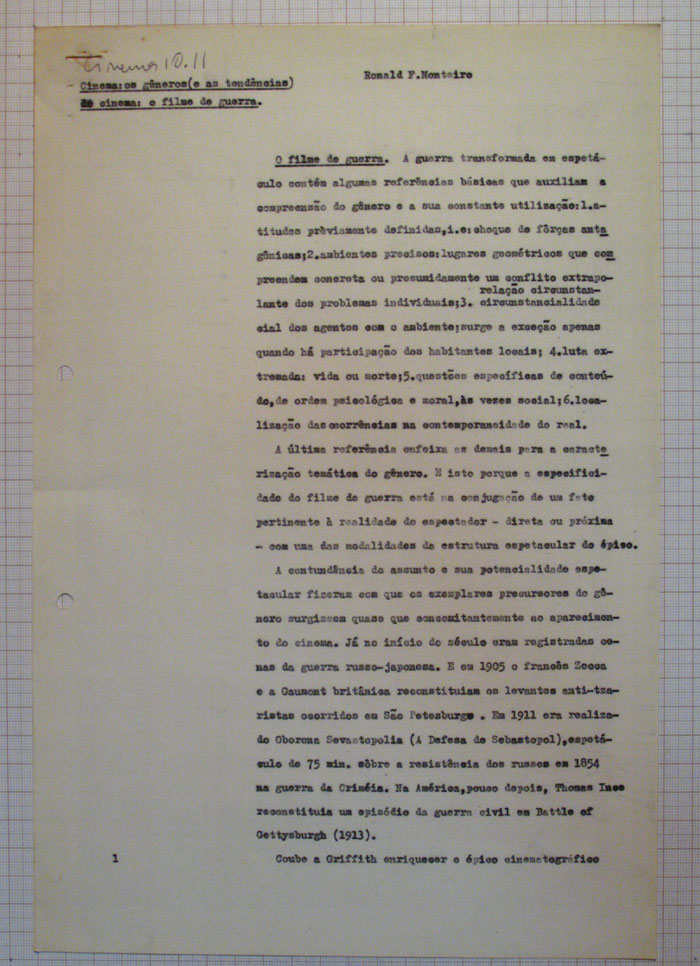 Cinema 10.11
Ronald F.Monteiro
- Cinema:os gêneros(e as tendências)
de cinema: o filme de guerra.
O filme de guerra. A guerra transformada em espetá-
culo contém algumas referências básicas que auxiliam a
compreensão do gênero e a sua constante utilização:1.a-
titudes prèviamente definidas,i.e:choque de fôrças anta
gônicas;2.ambientes precisos:lugares geométricos que com
preendem concreta ou presumidamente um conflito extrapo-
relação circunstan-
lante dos problemas individuais;3. circunstancialidade
cial dos agentes com o ambiente;surge a exceção apenas
quando há participação dos habitantes locais; 4.luta ex-
tremada: vida ou morte;5.questões específicas de conteú-
do,de ordem psicológica e moral,às vezes social;6.loca-
lização das ocorrências na contemporaneidade do real.
A última referência enfeixa as demais para a caracte
rização temática do gênero. E isto porque a especifici-
dade do filme de guerra está na conjugação de um fato
pertinente à realidade do espectador - direta ou próxima
- com uma das modalidades da estrutura espetacular do épico.
A contundência do assunto e sua potencialidade espe-
tacular fizeram com que os exemplares precursores do gê-
nero surgissem quase que concomitantemente ao aparecimen-
to do cinema. Já no início do século eram registradas ce-
nas da guerra russo-japonesa. E em 1905 o francês Zecca
e a Gaumont britânica reconstituiam os levantes anti-tza-
ristas ocorridos em São Petesburgo . Em 1911 era realiza-
do Oborona Sevastopolia (A Defesa de Sebastopol),espetá-
culo de 75 min. sôbre a resistência dos russos em 1854
na guerra da Criméia. Na América,pouco depois, Thomas Ince
reconstituia um episódio da guerra civil em Battle of
Gettysburgh (1913).
1 Coube a Griffith enriquecer o épico cinematográfico